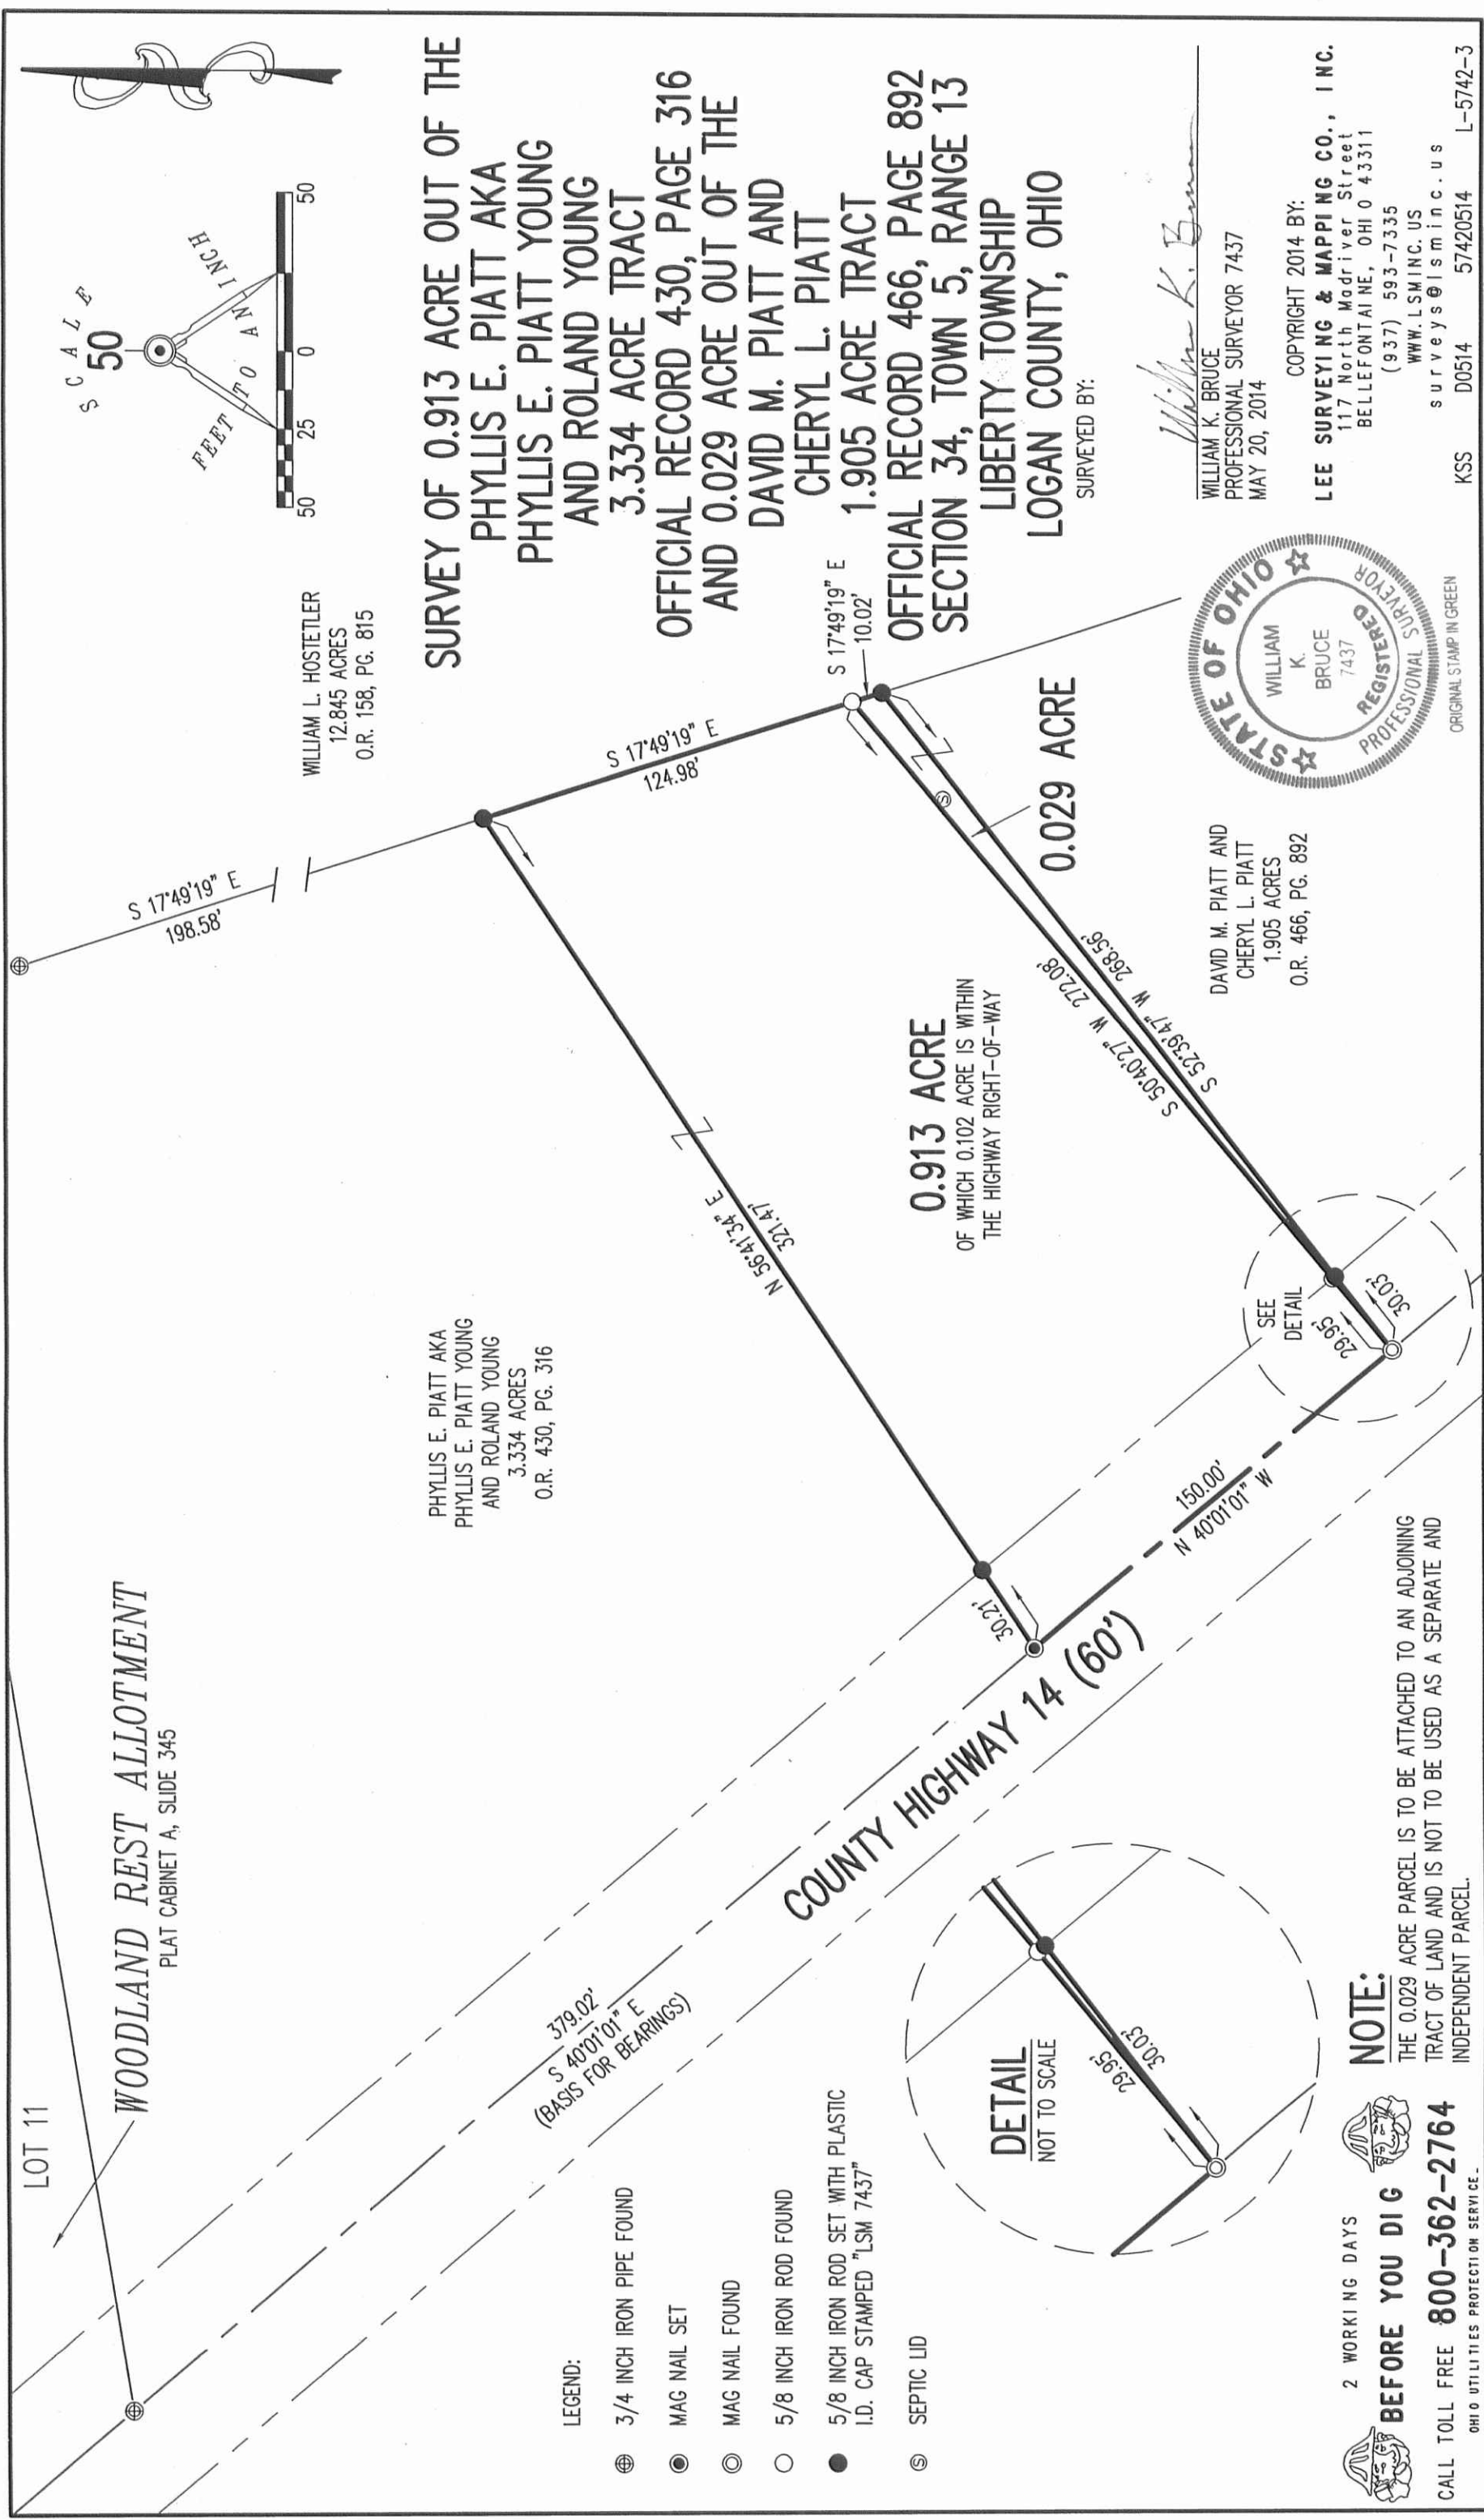 LOT 11
WOODLAND REST ALLOTMENT
PLAT CABINET A, SLIDE 345
S 17°49'19" E
198.58'
WILLIAM L. HOSTETLER
12.845 ACRES
O.R. 158, PG. 815
SCALE
50
FEET TO AN INCH
50 25 0 50
PHYLLIS E. PIATT AKA
PHYLLIS E. PIATT YOUNG
AND ROLAND YOUNG
3.334 ACRES
O.R. 430, PG. 316
SURVEY OF 0.913 ACRE OUT OF THE
PHYLLIS E. PIATT AKA
PHYLLIS E. PIATT YOUNG
AND ROLAND YOUNG
3.334 ACRE TRACT
OFFICIAL RECORD 430, PAGE 316
AND 0.029 ACRE OUT OF THE
DAVID M. PIATT AND
CHERYL L. PIATT
1.905 ACRE TRACT
OFFICIAL RECORD 466, PAGE 892
SECTION 34, TOWN 5, RANGE 13
LIBERTY TOWNSHIP
LOGAN COUNTY, OHIO
SURVEYED BY:
William K. Bruce
WILLIAM K. BRUCE
PROFESSIONAL SURVEYOR 7437
MAY 20, 2014
COPYRIGHT 2014 BY:
LEE SURVEYING & MAPPING CO., INC.
117 North Madriver Street
BELLEFONTAINE, OHIO 43311
(937) 593-7335
WWW.LSMINC.US
surveys@lsminc.us
KSS D0514 57420514 L-5742-3
STATE OF OHIO
WILLIAM
K.
BRUCE
7437
REGISTERED
PROFESSIONAL SURVEYOR
ORIGINAL STAMP IN GREEN
S 17°49'19" E
124.98'
S 17°49'19" E
10.02'
N 56°41'34" E
321.47'
0.913 ACRE
OF WHICH 0.102 ACRE IS WITHIN
THE HIGHWAY RIGHT-OF-WAY
0.029 ACRE
S
S 50°40'27" W 272.08'
S 52°39'47" W 268.56'
DAVID M. PIATT AND
CHERYL L. PIATT
1.905 ACRES
O.R. 466, PG. 892
SEE
DETAIL
29.95'
30.03'
30.21'
150.00'
N 40°01'01" W
COUNTY HIGHWAY 14 (60')
379.02'
S 40°01'01" E
(BASIS FOR BEARINGS)
LEGEND:
3/4 INCH IRON PIPE FOUND
MAG NAIL SET
MAG NAIL FOUND
5/8 INCH IRON ROD FOUND
5/8 INCH IRON ROD SET WITH PLASTIC
I.D. CAP STAMPED "LSM 7437"
S SEPTIC LID
DETAIL
NOT TO SCALE
29.95'
30.03'
2 WORKING DAYS
BEFORE YOU DIG
CALL TOLL FREE 800-362-2764
OHIO UTILITIES PROTECTION SERVICE
NOTE:
THE 0.029 ACRE PARCEL IS TO BE ATTACHED TO AN ADJOINING
TRACT OF LAND AND IS NOT TO BE USED AS A SEPARATE AND
INDEPENDENT PARCEL.